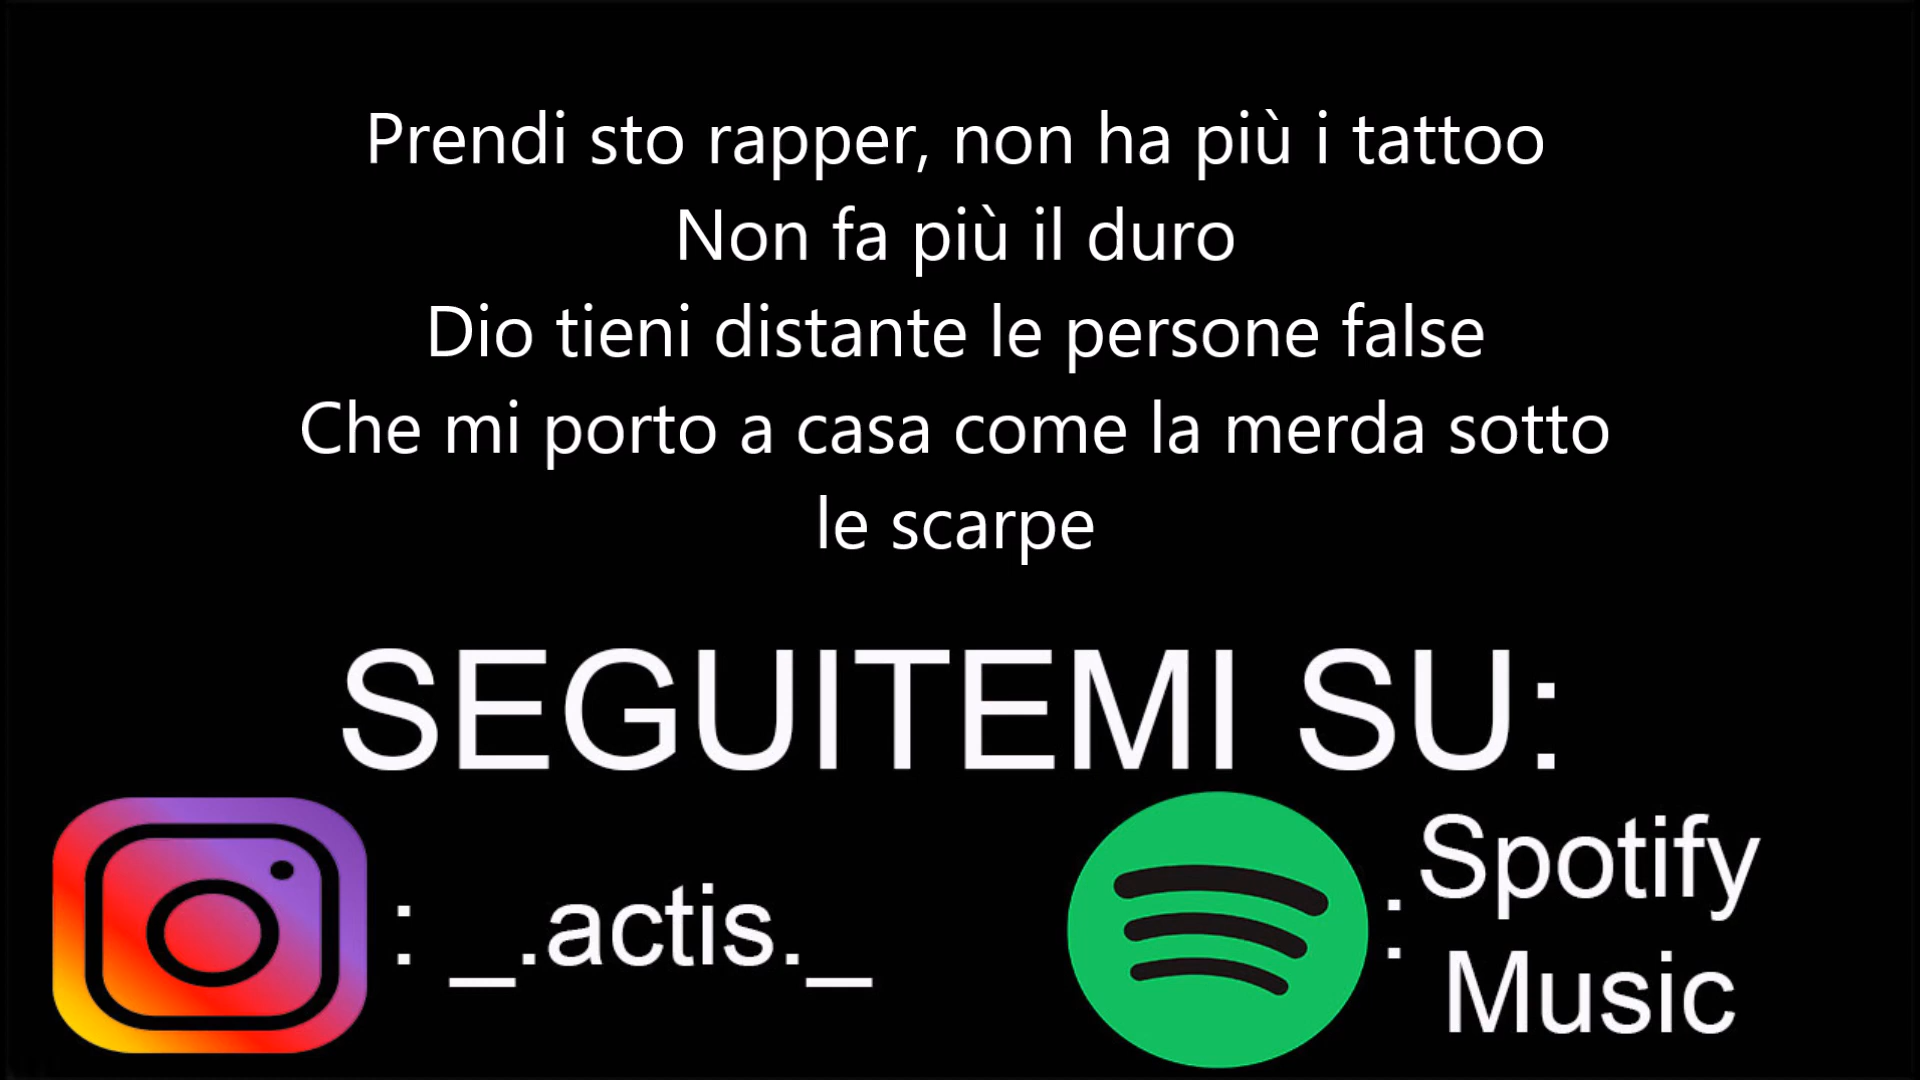 Prendi sto rapper, non ha più i tattoo
Non fa più il duro
Dio tieni distante le persone false
Che mi porto a casa come la merda sotto
le scarpe
SEGUITEMI SU:
: _.actis._
: Spotify
Music